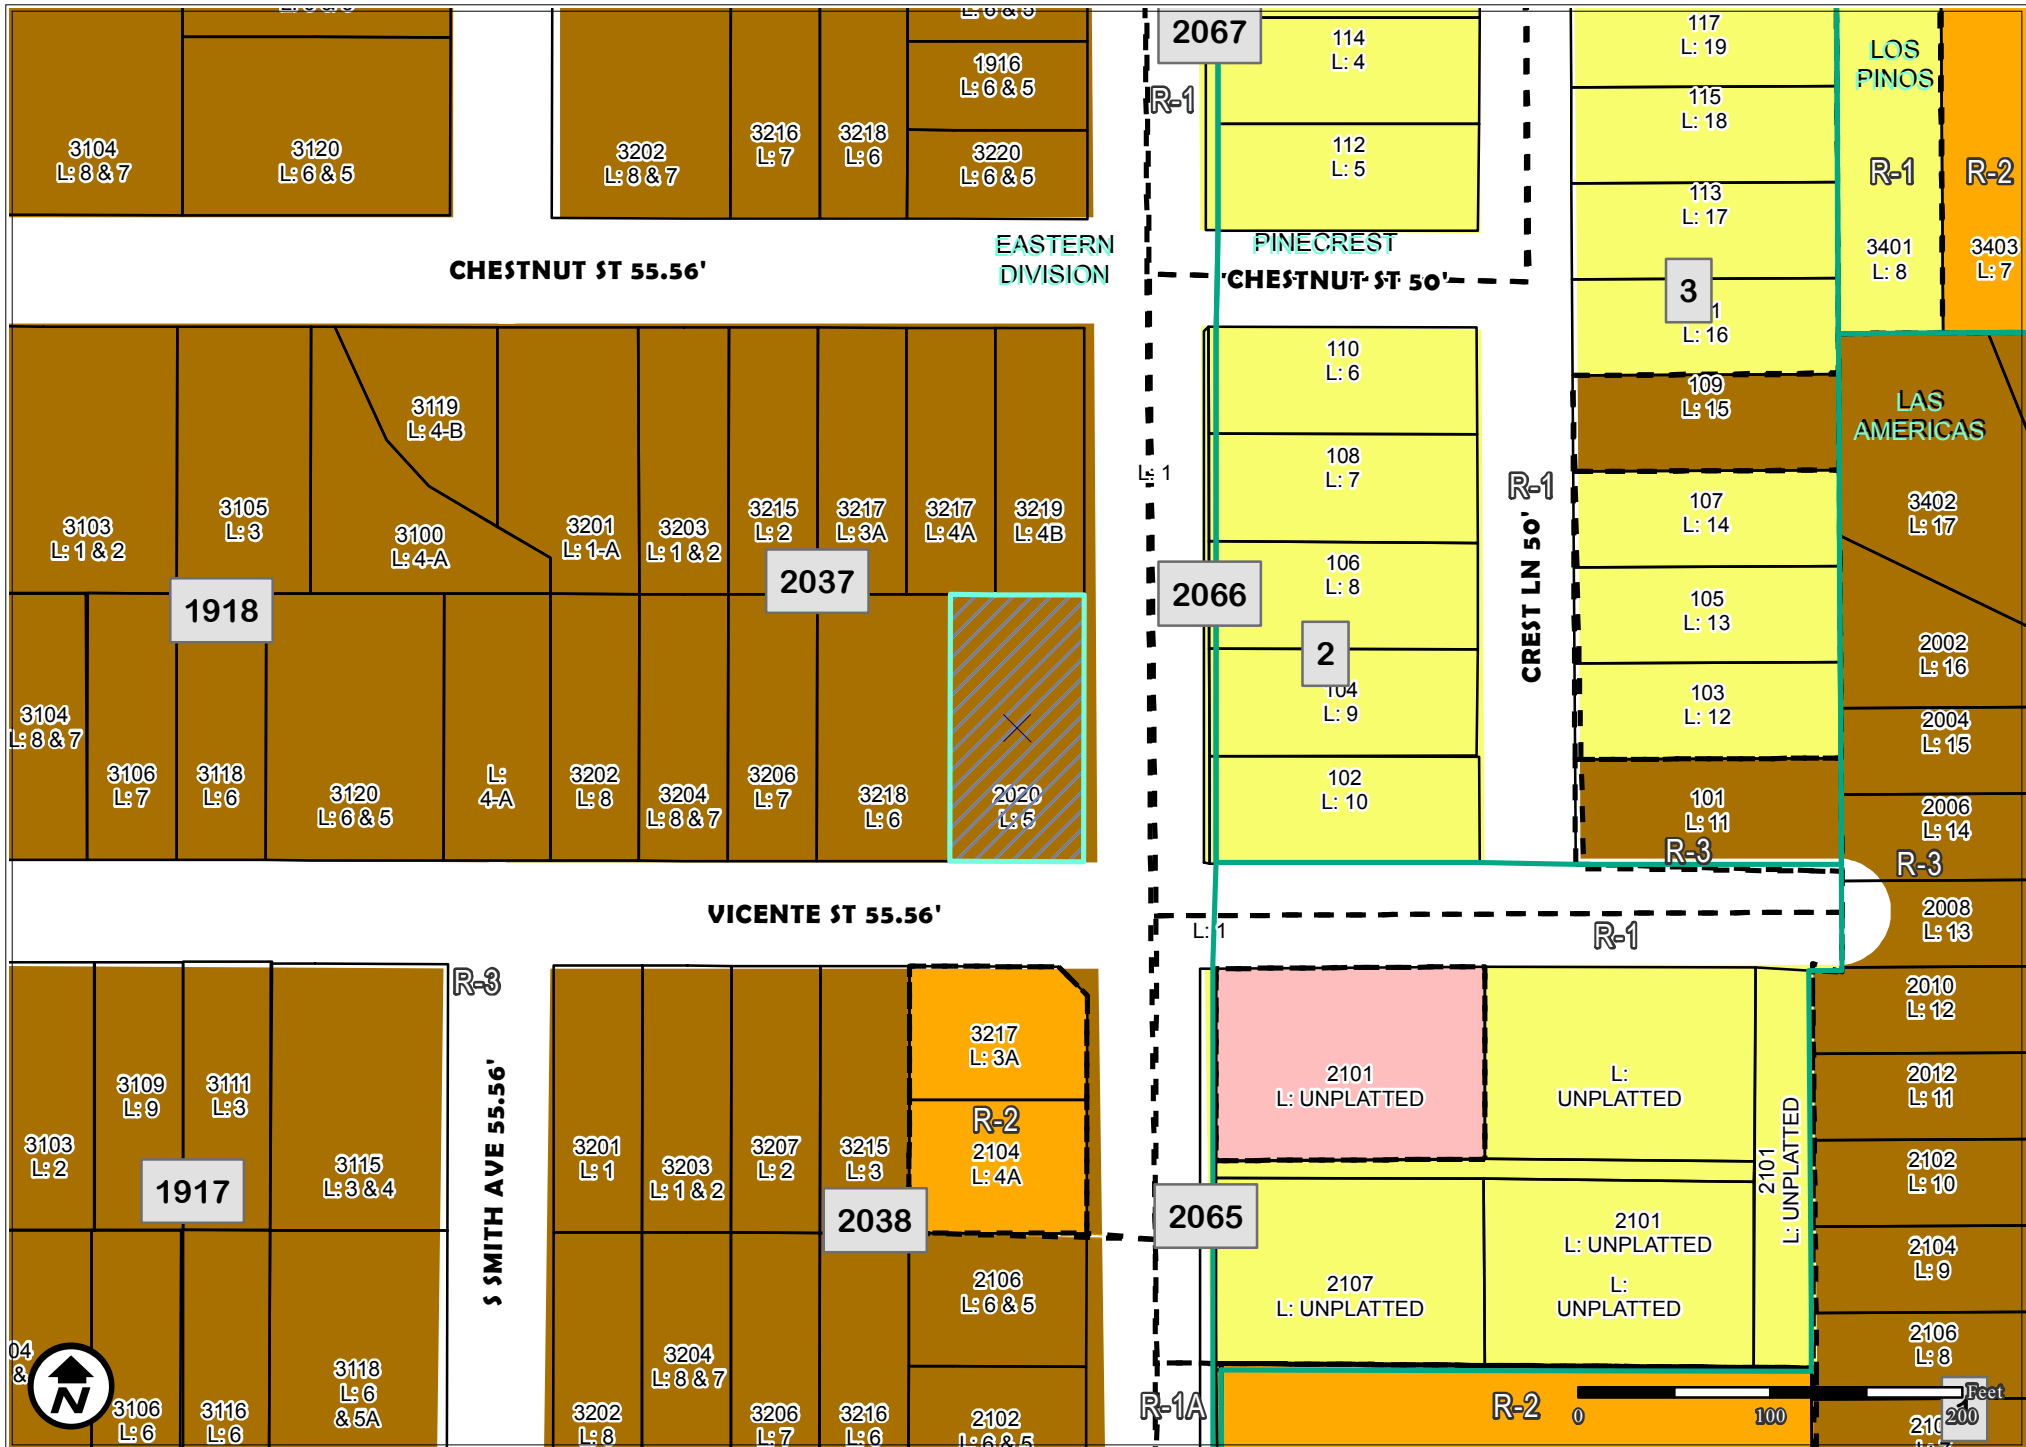 L: 6 & 5
3104
L: 8 & 7
3120
L: 6 & 5
3202
L: 8 & 7
3216
L: 7
3218
L: 6
L: 6 & 5
1916
L: 6 & 5
3220
L: 6 & 5
2067
R-1
114
L: 4
112
L: 5
117
L: 19
115
L: 18
113
L: 17
3
1
L: 16
LOS
PINOS
R-1
R-2
3401
L: 8
3403
L: 7
CHESTNUT ST 55.56'
EASTERN
DIVISION
PINECREST
CHESTNUT ST 50'
3103
L: 1 & 2
3105
L: 3
3119
L: 4-B
3100
L: 4-A
3201
L: 1-A
3203
L: 1 & 2
3215
L: 2
3217
L: 3A
3217
L: 4A
3219
L: 4B
1918
2037
3104
L: 8 & 7
3106
L: 7
3118
L: 6
3120
L: 6 & 5
L:
4-A
3202
L: 8
3204
L: 8 & 7
3206
L: 7
3218
L: 6
2020
L: 5
L: 1
2066
110
L: 6
108
L: 7
106
L: 8
2
104
L: 9
102
L: 10
R-1
CREST LN 50'
109
L: 15
107
L: 14
105
L: 13
103
L: 12
101
L: 11
R-3
LAS
AMERICAS
3402
L: 17
2002
L: 16
2004
L: 15
2006
L: 14
R-3
2008
L: 13
VICENTE ST 55.56'
L: 1
R-1
R-3
S SMITH AVE 55.56'
3103
L: 2
3109
L: 9
3111
L: 3
3115
L: 3 & 4
1917
3106
L: 6
3116
L: 6
3118
L: 6
& 5A
04
&
N
3201
L: 1
3203
L: 1 & 2
3207
L: 2
3215
L: 3
3217
L: 3A
R-2
2104
L: 4A
2038
2106
L: 6 & 5
3202
L: 8
3204
L: 8 & 7
3206
L: 7
3216
L: 6
2102
L: 6 & 5
2065
2101
L: UNPLATTED
L:
UNPLATTED
2101
L: UNPLATTED
2107
L: UNPLATTED
2101
L: UNPLATTED
L:
UNPLATTED
2010
L: 12
2012
L: 11
2102
L: 10
2104
L: 9
2106
L: 8
R-1A
R-2
Feet
0
100
200